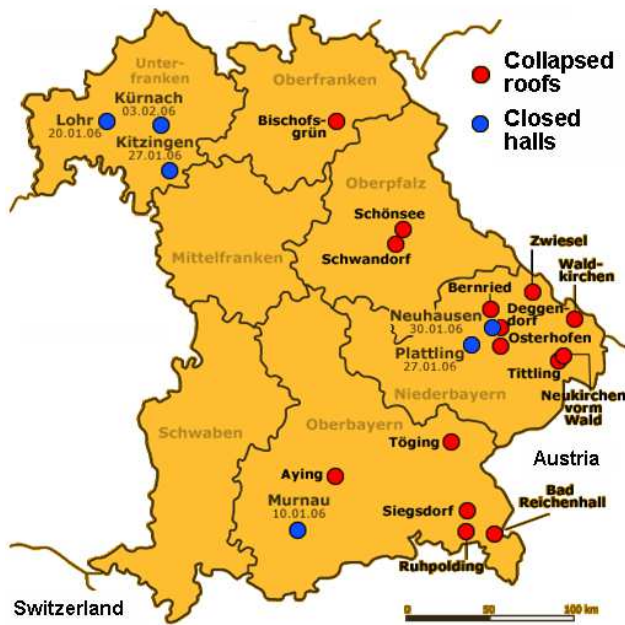 Unter-
franken
Oberfranken
Collapsed
roofs
Kürnach
03.02.06
Lohr
20.01.06
Bischofs-
grün
Closed
halls
Kitzingen
27.01.06
Oberpfalz
Schönsee
Mittelfranken
Schwandorf
Zwiesel
Wald-
kirchen
Bernried
Neuhausen
30.01.06
Deggen-
dorf
Osterhofen
Plattling
27.01.06
Tittling
Niederbayern
Neukirchen
vorm
Wald
Schwaben
Oberbayern
Töging
Austria
Aying
Bad
Reichenhall
Murnau
10.01.06
Siegsdorf
Ruhpolding
Switzerland
0 50 100 km